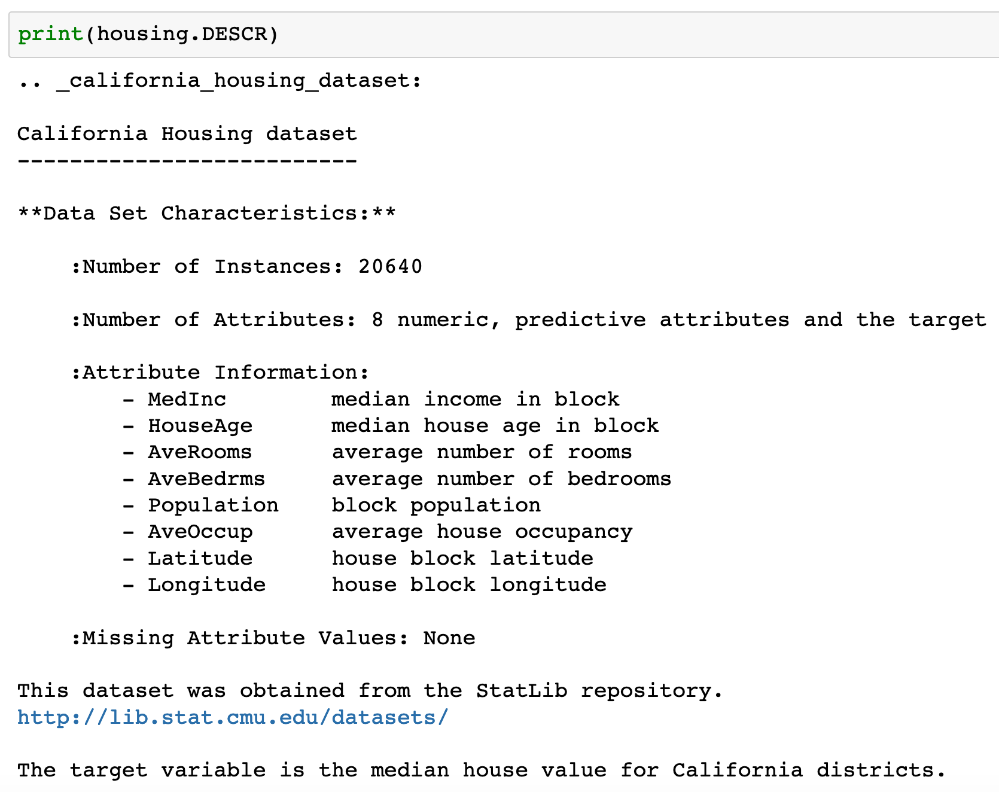 print(housing.DESCR)
.. _california_housing_dataset:
California Housing dataset
--------------------------
**Data Set Characteristics:**
:Number of Instances: 20640
:Number of Attributes: 8 numeric, predictive attributes and the target
:Attribute Information:
- MedInc        median income in block
- HouseAge      median house age in block
- AveRooms      average number of rooms
- AveBedrms     average number of bedrooms
- Population    block population
- AveOccup      average house occupancy
- Latitude      house block latitude
- Longitude     house block longitude
:Missing Attribute Values: None
This dataset was obtained from the StatLib repository.
http://lib.stat.cmu.edu/datasets/
The target variable is the median house value for California districts.